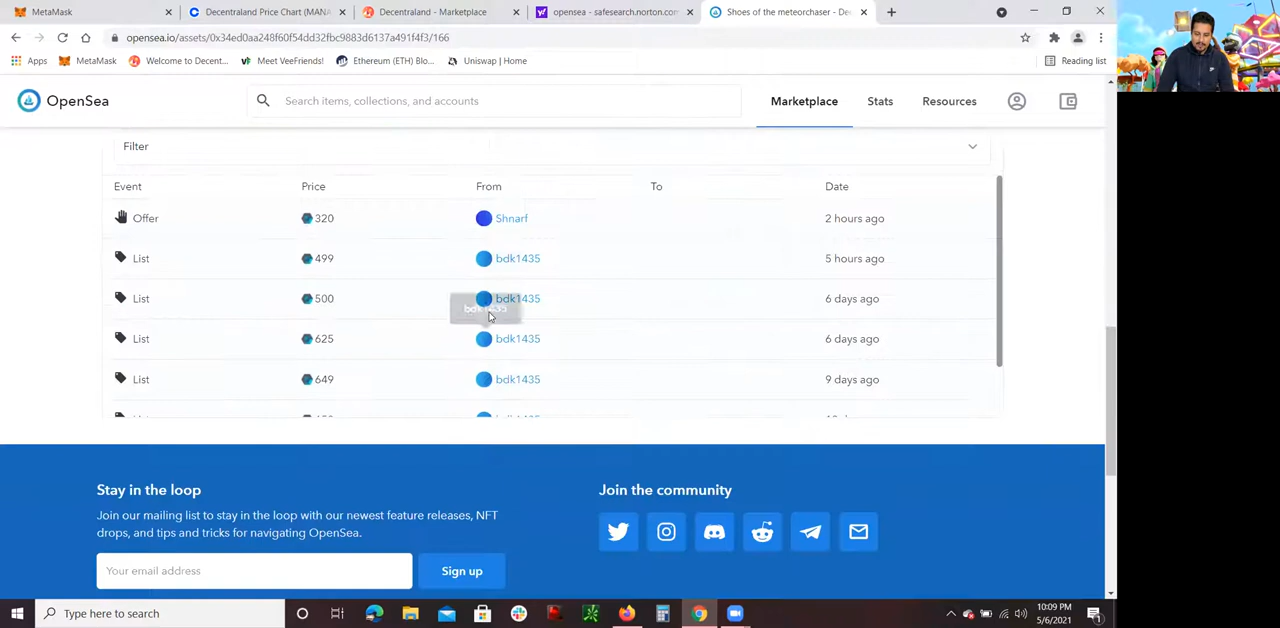 MetaMask
Decentraland Price Chart (MANA
Decentraland - Marketplace
opensea - safesearch.norton.com
Shoes of the meteorchaser - De
opensea.io/assets/0x34ed0aa248f60f54dd32fbc9883d6137a491f4f3/166
Apps
MetaMask
Welcome to Decent...
Meet VeeFriends!
Ethereum (ETH) Blo...
Uniswap | Home
Reading list
OpenSea
Search items, collections, and accounts
Marketplace
Stats
Resources
Filter
Event Price From To Date
Offer 320 Shnarf 2 hours ago
List 499 bdk1435 5 hours ago
List 500 bdk1435 6 days ago
bdk1435
List 625 bdk1435 6 days ago
List 649 bdk1435 9 days ago
Stay in the loop
Join our mailing list to stay in the loop with our newest feature releases, NFT
drops, and tips and tricks for navigating OpenSea.
Your email address
Sign up
Join the community
Type here to search
10:09 PM
5/6/2021